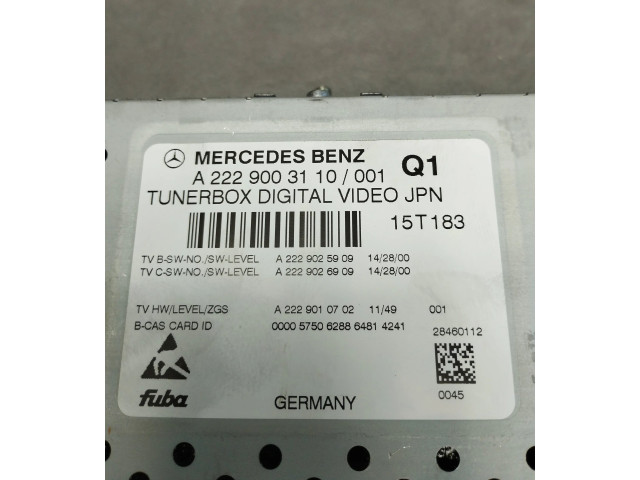 MERCEDES BENZ Q1
A 222 900 31 10 / 001
TUNERBOX DIGITAL VIDEO JPN
15T183
TV B-SW-NO./SW-LEVEL A 222 902 59 09 14/28/00
TV C-SW-NO./SW-LEVEL A 222 902 69 09 14/28/00
TV HW/LEVEL/ZGS A 222 901 07 02 11/49 001
B-CAS CARD ID 0000 5750 6288 6481 4241
28460112
0045
fuba GERMANY